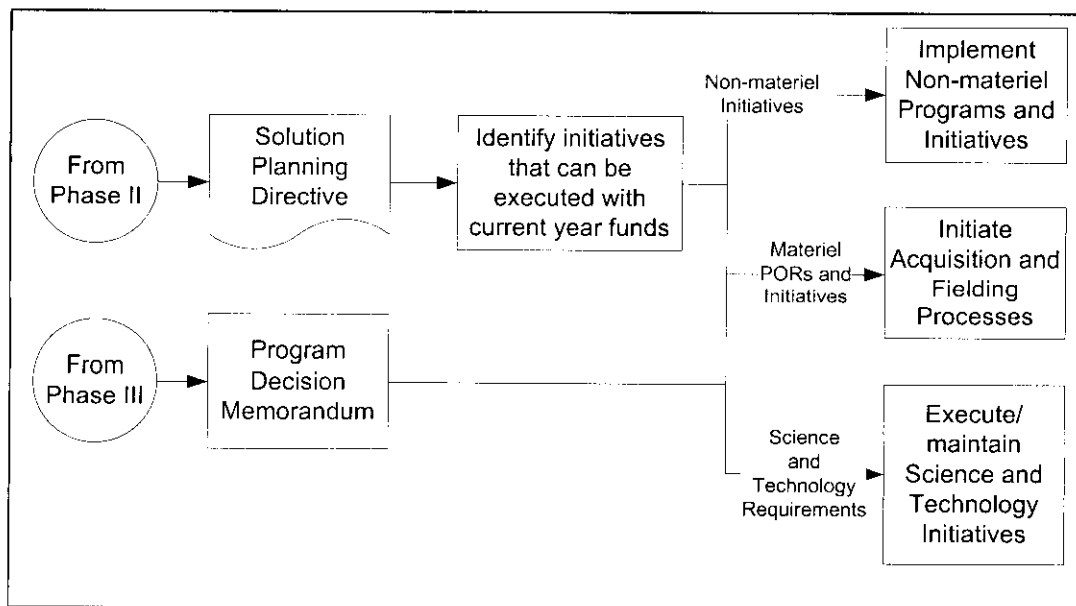 From
Phase II
Solution
Planning
Directive
Identify initiatives
that can be
executed with
current year funds
Non-materiel
Initiatives
Implement
Non-materiel
Programs and
Initiatives
Materiel
PORs and
Initiatives
Initiate
Acquisition and
Fielding
Processes
From
Phase III
Program
Decision
Memorandum
Science
and
Technology
Requirements
Execute/
maintain
Science and
Technology
Initiatives